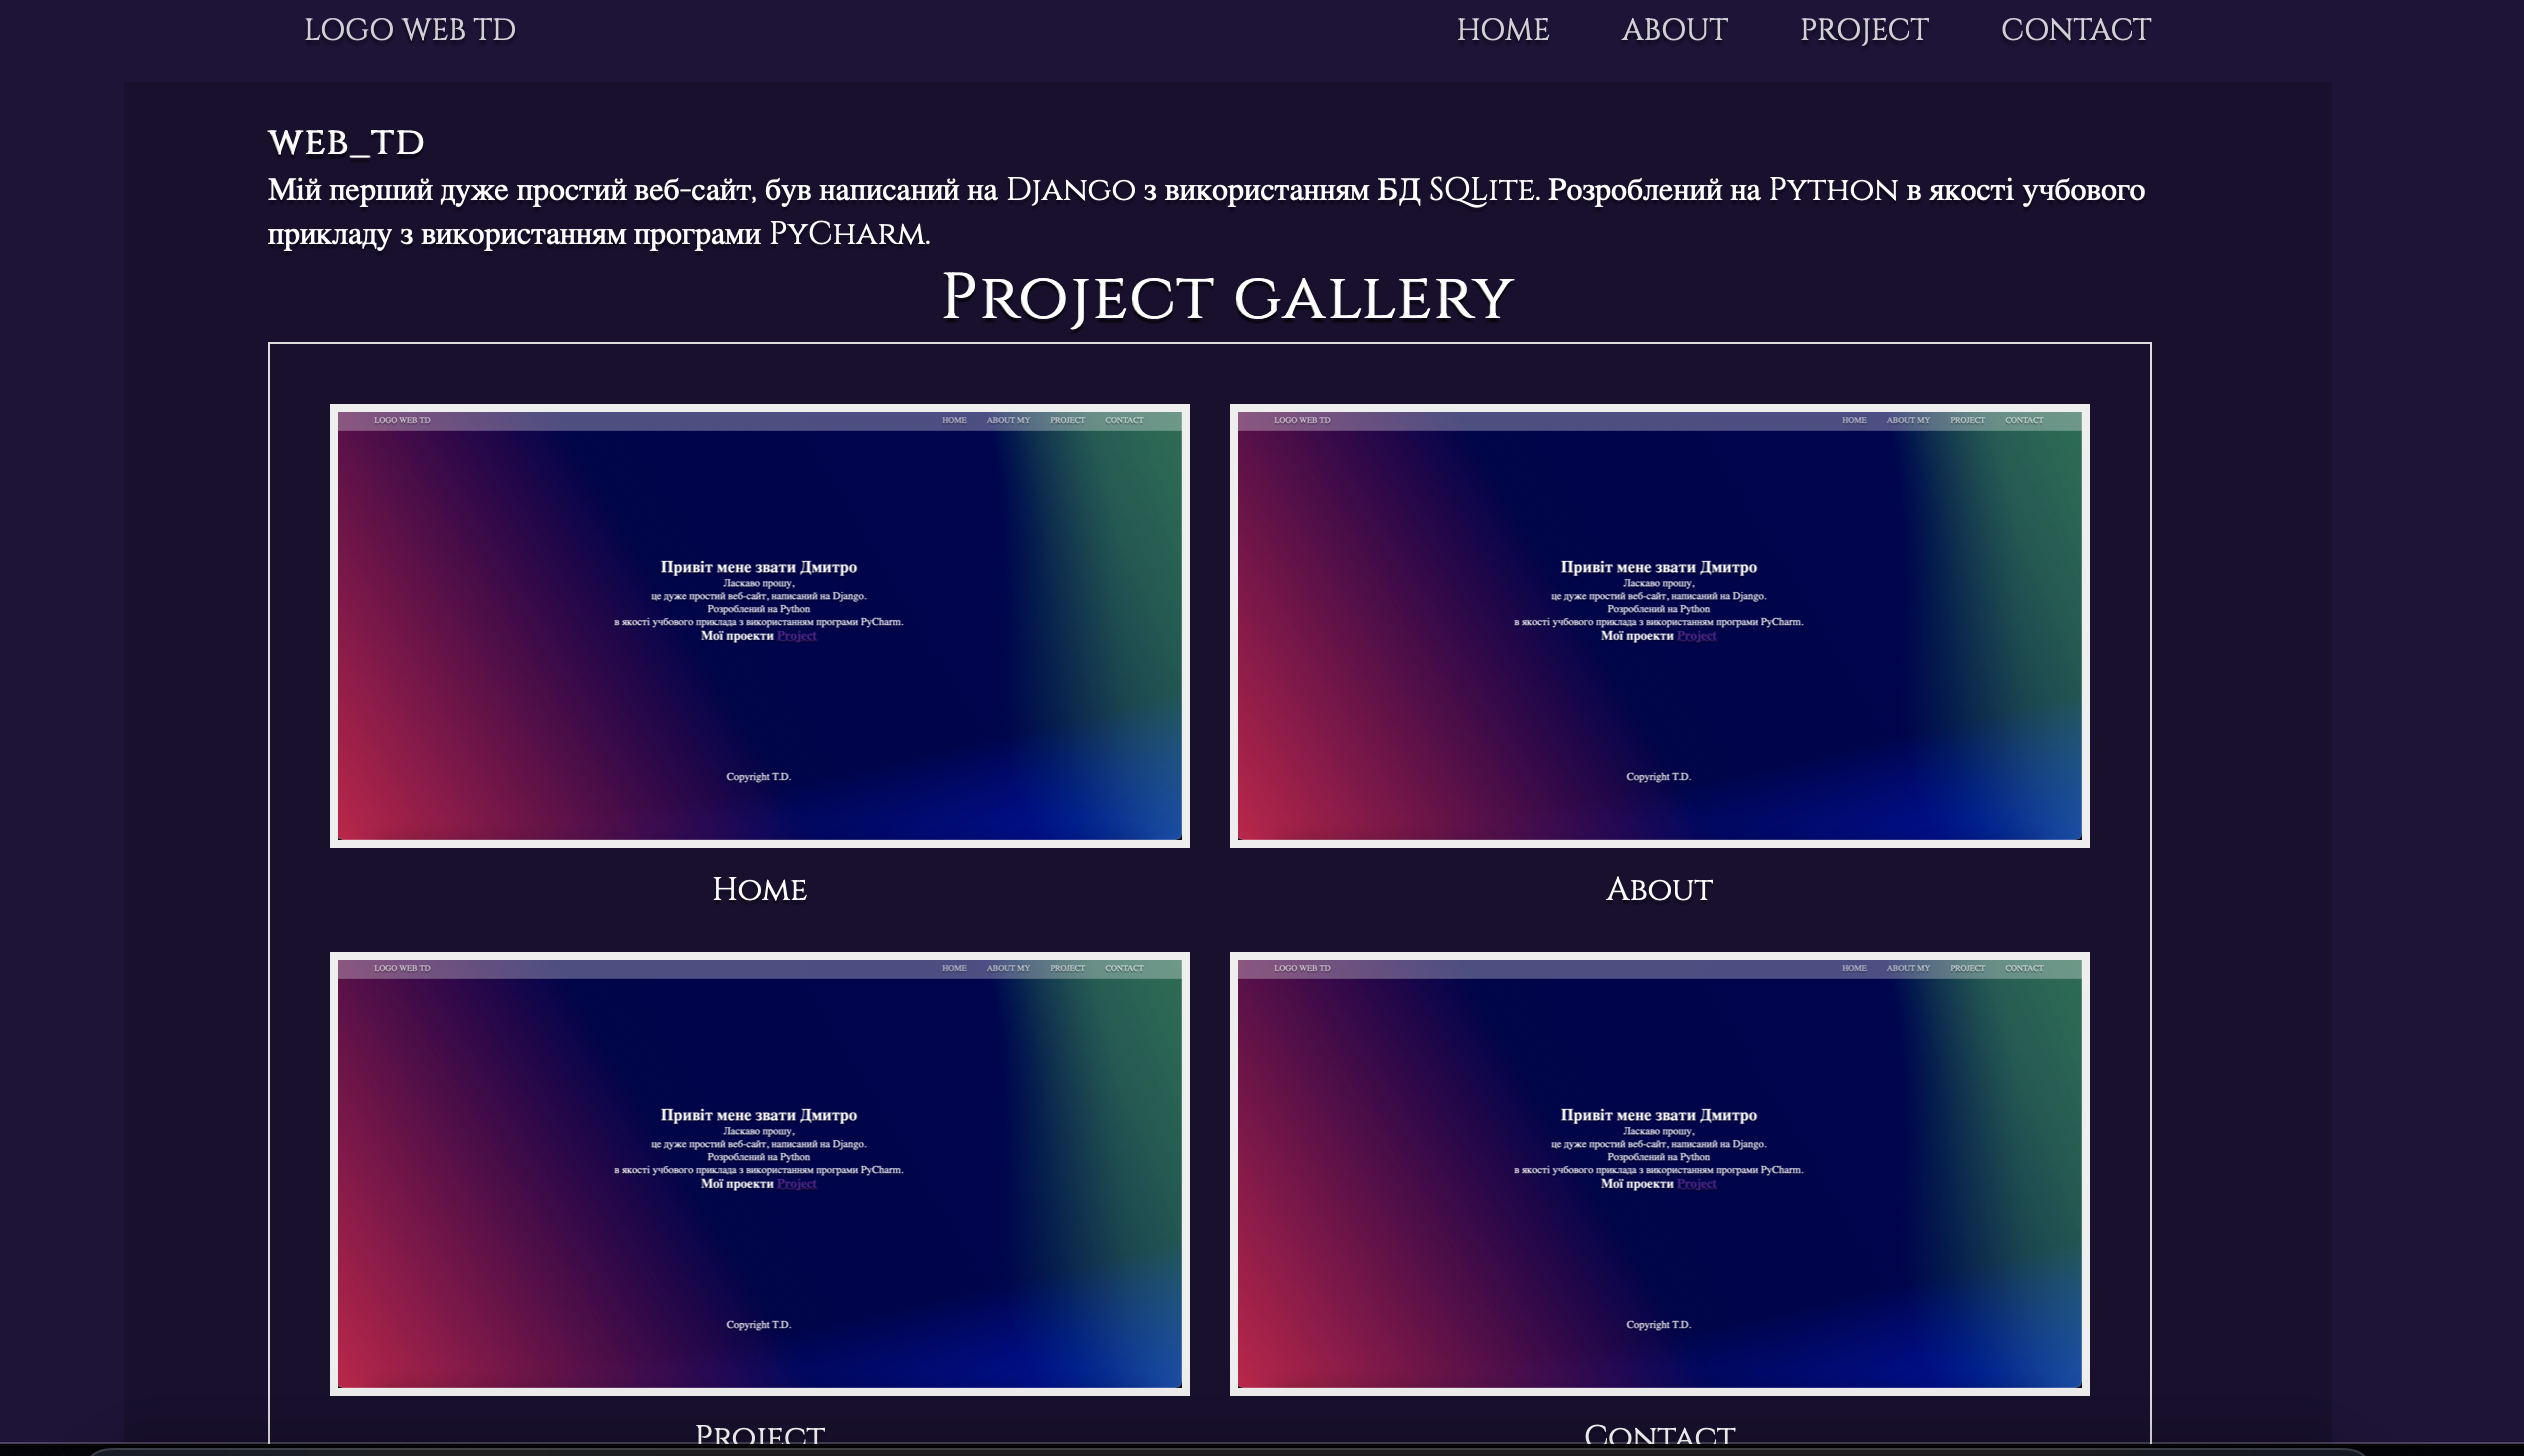 LOGO WEB TD HOME ABOUT PROJECT CONTACT
WEB_TD
Мій перший дуже простий веб-сайт, був написаний на Django з використанням БД SQLite. Розроблений на Python в якості учбового
прикладу з використанням програми PyCharm.
Project gallery
LOGO WEB TD HOME ABOUT MY PROJECT CONTACT
Привіт мене звати Дмитро
Ласкаво прошу,
це дуже простий веб-сайт, написаний на Django.
Розроблений на Python
в якості учбового приклада з використанням програми PyCharm.
Мої проекти Project
Copyright T.D.
Home
LOGO WEB TD HOME ABOUT MY PROJECT CONTACT
Привіт мене звати Дмитро
Ласкаво прошу,
це дуже простий веб-сайт, написаний на Django.
Розроблений на Python
в якості учбового приклада з використанням програми PyCharm.
Мої проекти Project
Copyright T.D.
About
LOGO WEB TD HOME ABOUT MY PROJECT CONTACT
Привіт мене звати Дмитро
Ласкаво прошу,
це дуже простий веб-сайт, написаний на Django.
Розроблений на Python
в якості учбового приклада з використанням програми PyCharm.
Мої проекти Project
Copyright T.D.
Project
LOGO WEB TD HOME ABOUT MY PROJECT CONTACT
Привіт мене звати Дмитро
Ласкаво прошу,
це дуже простий веб-сайт, написаний на Django.
Розроблений на Python
в якості учбового приклада з використанням програми PyCharm.
Мої проекти Project
Copyright T.D.
Contact